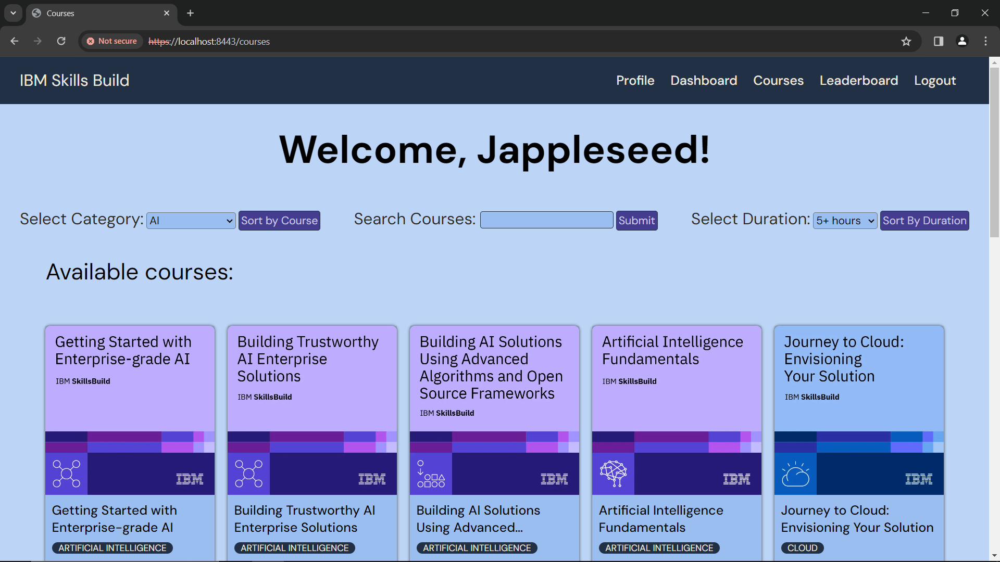 Courses
Not secure
https://localhost:8443/courses
IBM Skills Build
Profile
Dashboard
Courses
Leaderboard
Logout
Welcome, Jappleseed!
Select Category:
AI
Sort by Course
Search Courses:
Submit
Select Duration:
5+ hours
Sort By Duration
Available courses:
Getting Started with
Enterprise-grade AI
IBM SkillsBuild
IBM
Getting Started with
Enterprise-grade AI
ARTIFICIAL INTELLIGENCE
Building Trustworthy
AI Enterprise
Solutions
IBM SkillsBuild
IBM
Building Trustworthy AI
Enterprise Solutions
ARTIFICIAL INTELLIGENCE
Building AI Solutions
Using Advanced
Algorithms and Open
Source Frameworks
IBM SkillsBuild
IBM
Building AI Solutions
Using Advanced...
ARTIFICIAL INTELLIGENCE
Artificial Intelligence
Fundamentals
IBM SkillsBuild
IBM
Artificial Intelligence
Fundamentals
ARTIFICIAL INTELLIGENCE
Journey to Cloud:
Envisioning
Your Solution
IBM SkillsBuild
IBM
Journey to Cloud:
Envisioning Your Solution
CLOUD